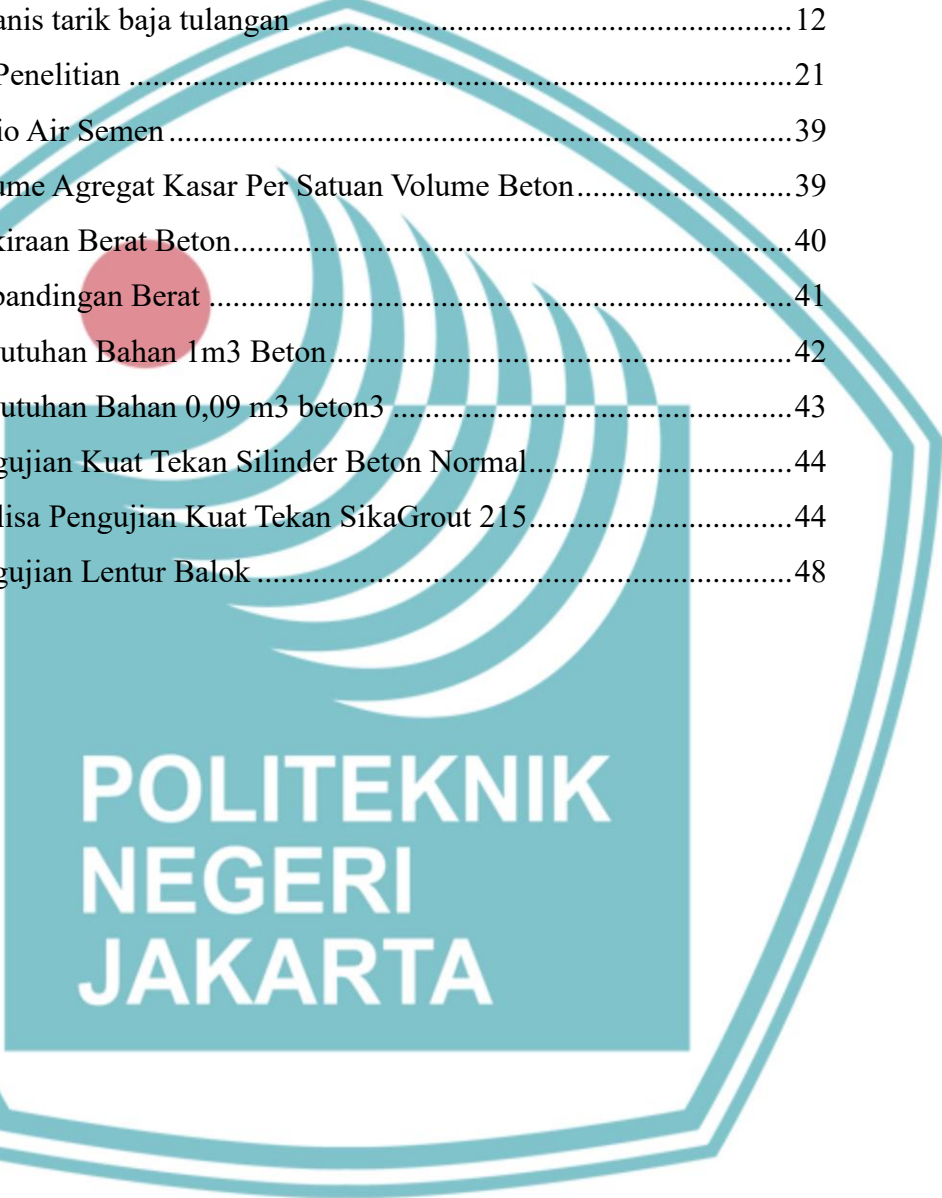 anis tarik baja tulangan ........................................................ 12
Penelitian ........................................................................... 21
io Air Semen ...................................................................... 39
ume Agregat Kasar Per Satuan Volume Beton ........................... 39
kiraan Berat Beton ............................................................... 40
bandingan Berat .................................................................. 41
utuhan Bahan 1m3 Beton ...................................................... 42
utuhan Bahan 0,09 m3 beton3 ............................................... 43
gujian Kuat Tekan Silinder Beton Normal ................................. 44
lisa Pengujian Kuat Tekan SikaGrout 215 ................................. 44
gujian Lentur Balok .............................................................. 48
POLITEKNIK
NEGERI
JAKARTA